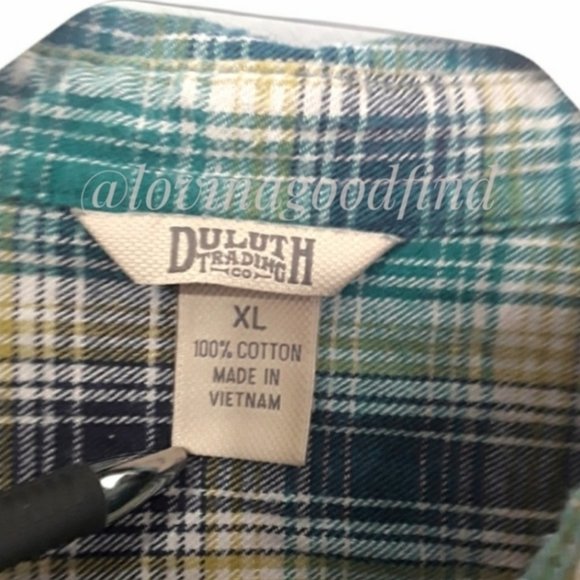 @lovinagoodfind
DULUTH
TRADING
CO
XL
100% COTTON
MADE IN
VIETNAM